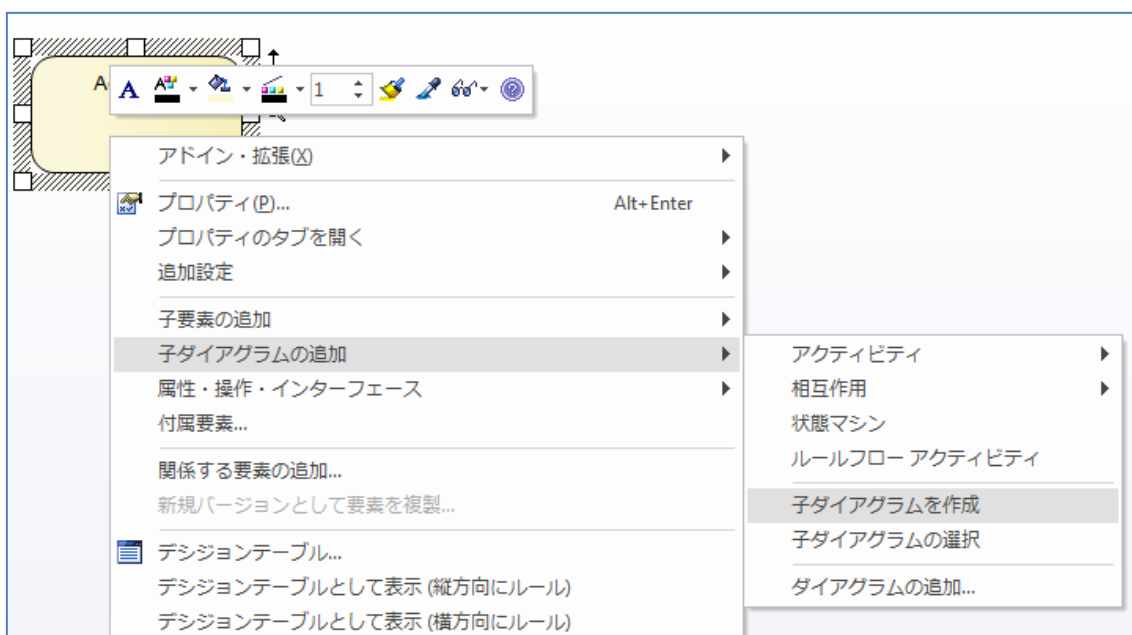 A
A
A
1
アドイン・拡張(X)
プロパティ(P)... Alt+Enter
プロパティのタブを開く
追加設定
子要素の追加
子ダイアグラムの追加
属性・操作・インターフェース
付属要素...
関係する要素の追加...
新規バージョンとして要素を複製...
デシジョンテーブル...
デシジョンテーブルとして表示 (縦方向にルール)
デシジョンテーブルとして表示 (横方向にルール)
アクティビティ
相互作用
状態マシン
ルールフロー アクティビティ
子ダイアグラムを作成
子ダイアグラムの選択
ダイアグラムの追加...